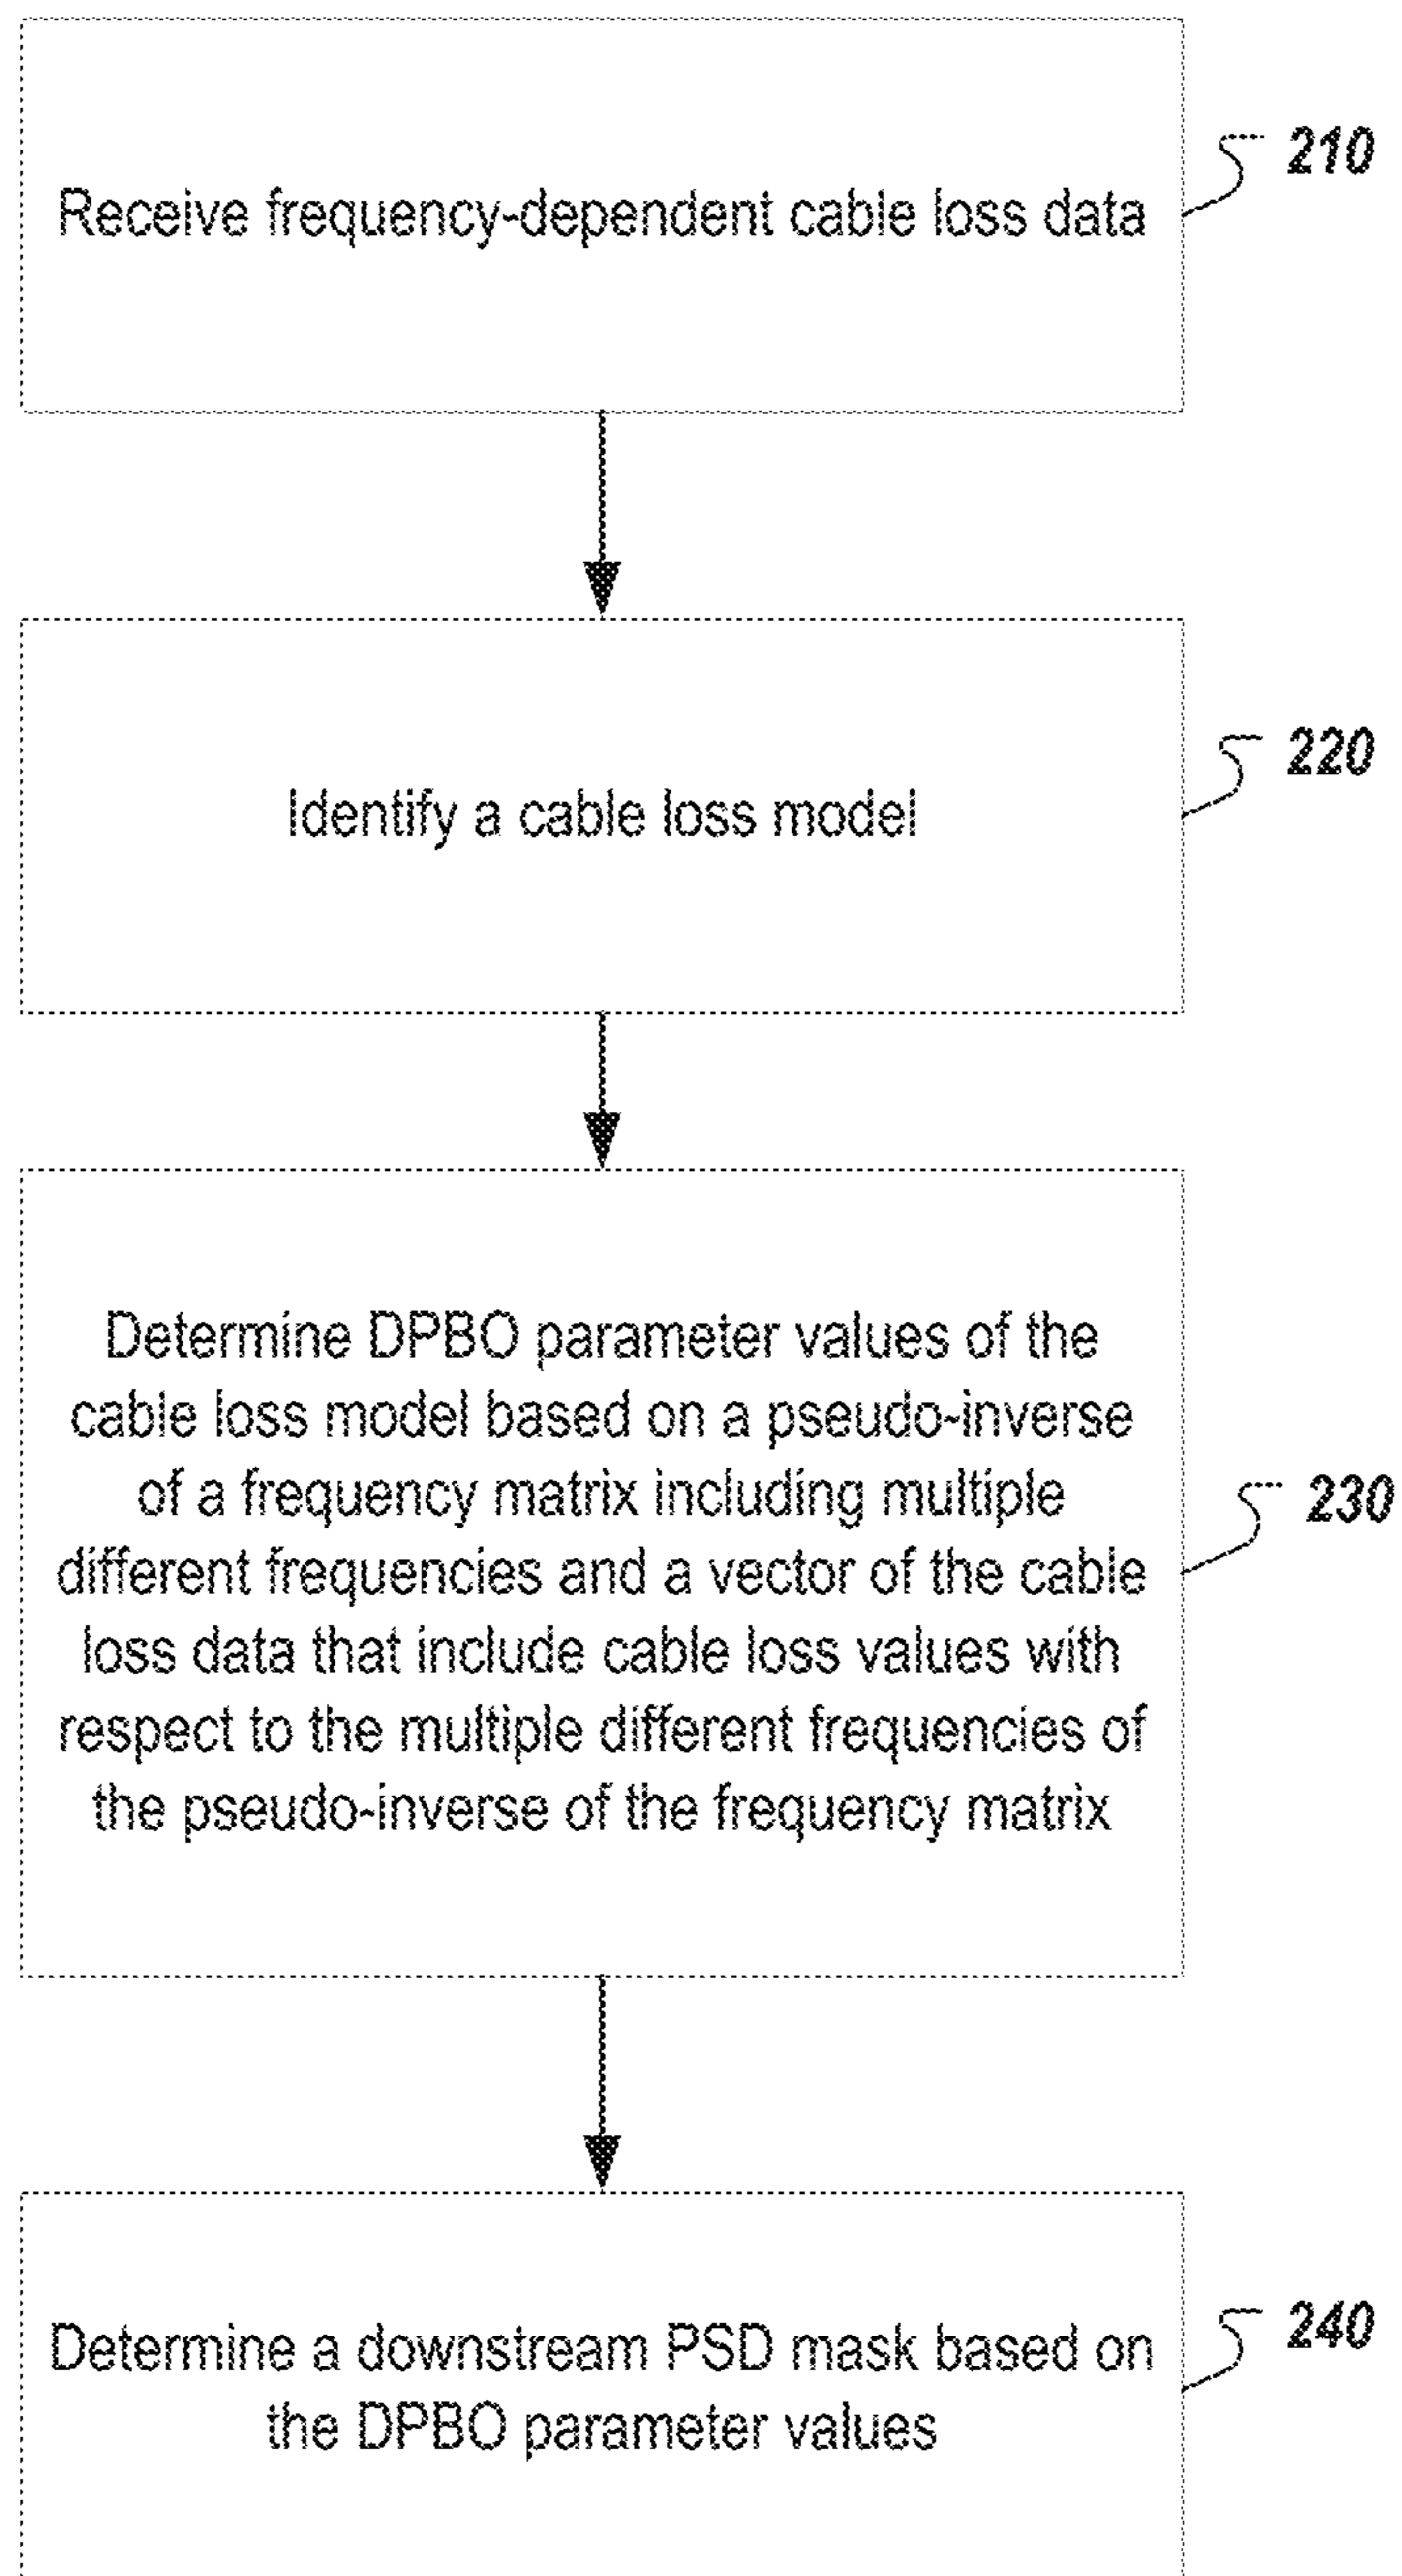 Receive frequency-dependent cable loss data
210
Identify a cable loss model
220
Determine DPBO parameter values of the
cable loss model based on a pseudo-inverse
of a frequency matrix including multiple
different frequencies and a vector of the cable
loss data that include cable loss values with
respect to the multiple different frequencies of
the pseudo-inverse of the frequency matrix
230
Determine a downstream PSD mask based on
the DPBO parameter values
240